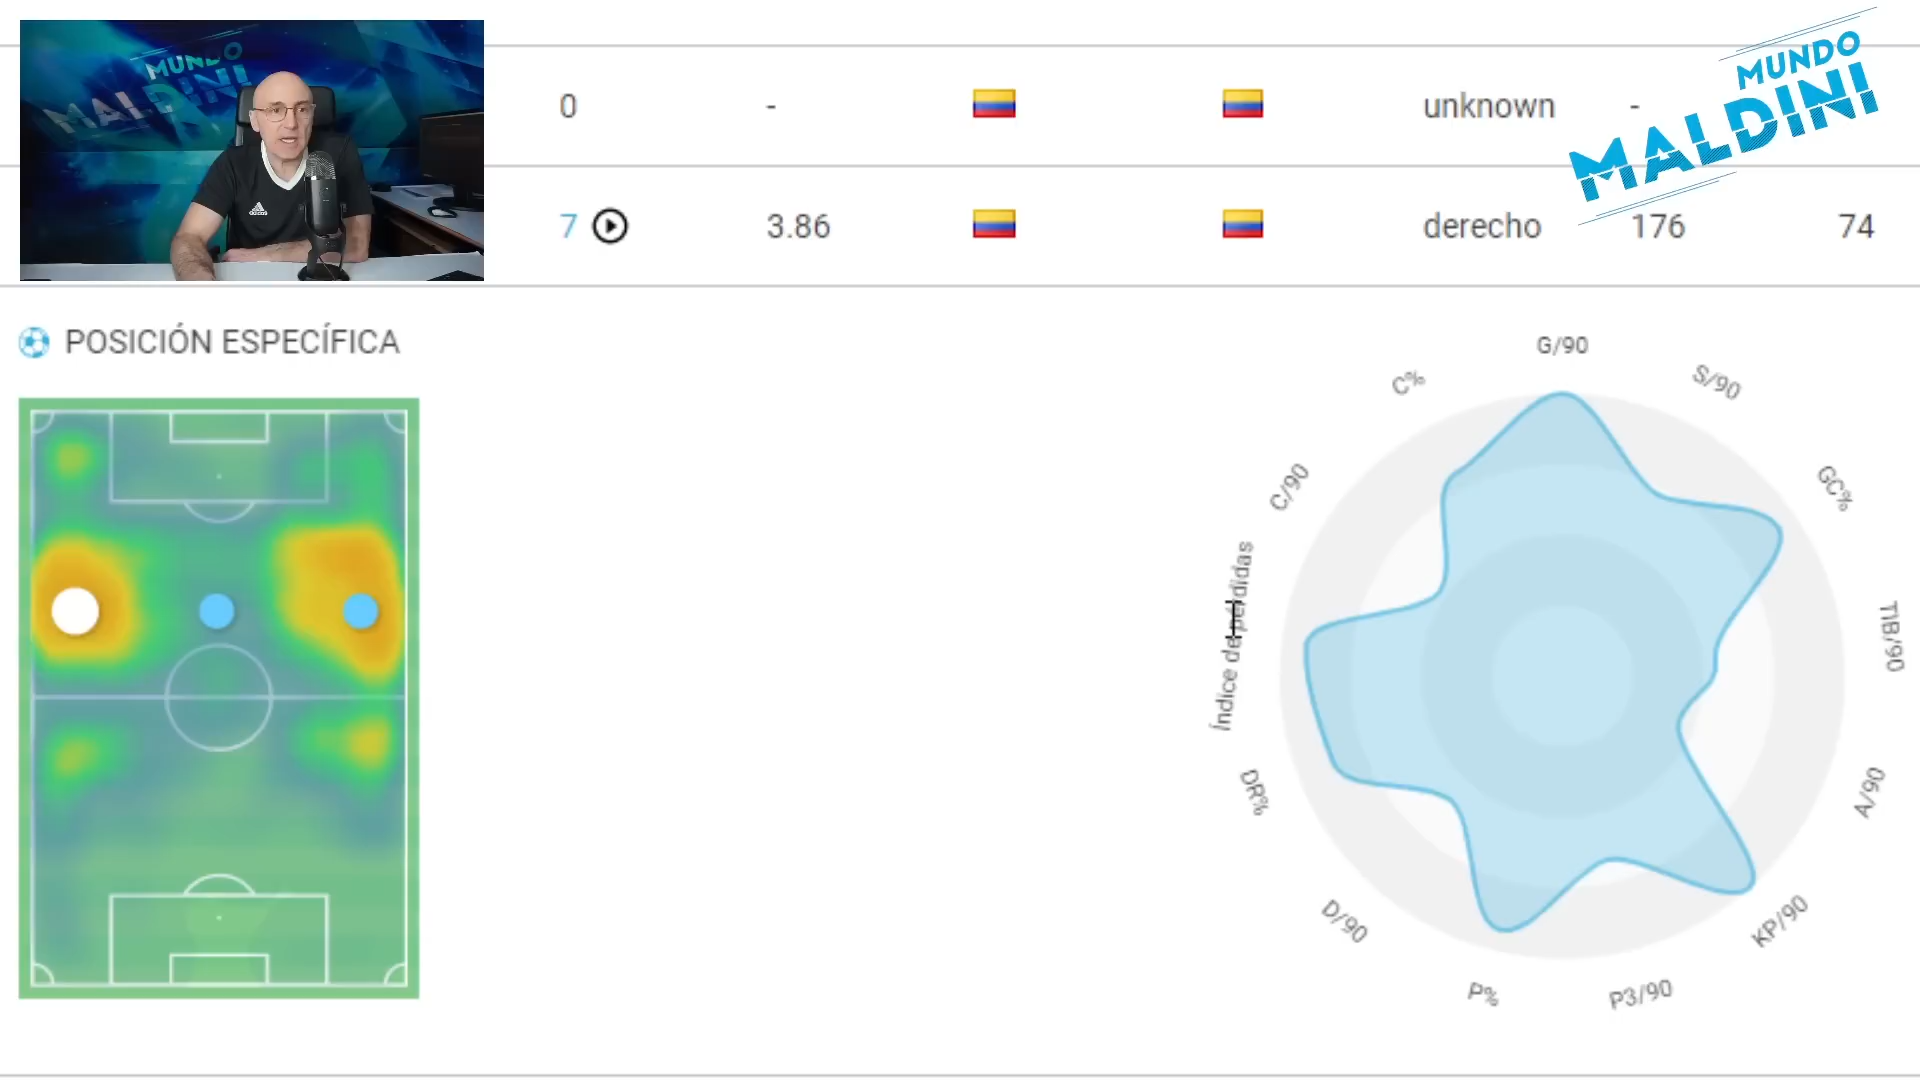 MUNDO
MALDINI
MUNDO
MALDINI
0 - unknown -
7 3.86 derecho 176 74
POSICIÓN ESPECÍFICA
G/90
S/90
GC%
TIB/90
A/90
KP/90
P3/90
P%
D/90
DR%
Índice de pérdidas
C/90
C%
adidas